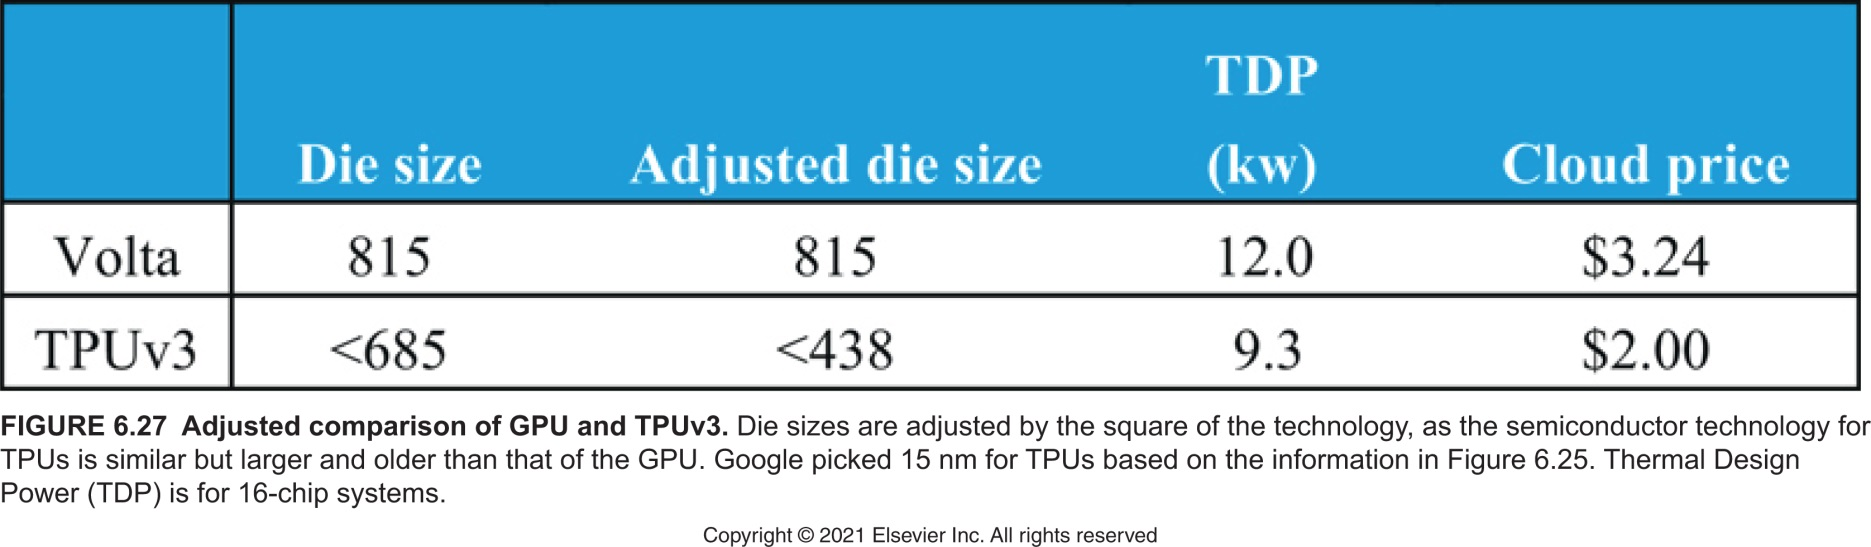 TDP
Die size Adjusted die size (kw) Cloud price
Volta 815 815 12.0 $3.24
TPUv3 <685 <438 9.3 $2.00
FIGURE 6.27 Adjusted comparison of GPU and TPUv3. Die sizes are adjusted by the square of the technology, as the semiconductor technology for
TPUs is similar but larger and older than that of the GPU. Google picked 15 nm for TPUs based on the information in Figure 6.25. Thermal Design
Power (TDP) is for 16-chip systems.
Copyright © 2021 Elsevier Inc. All rights reserved